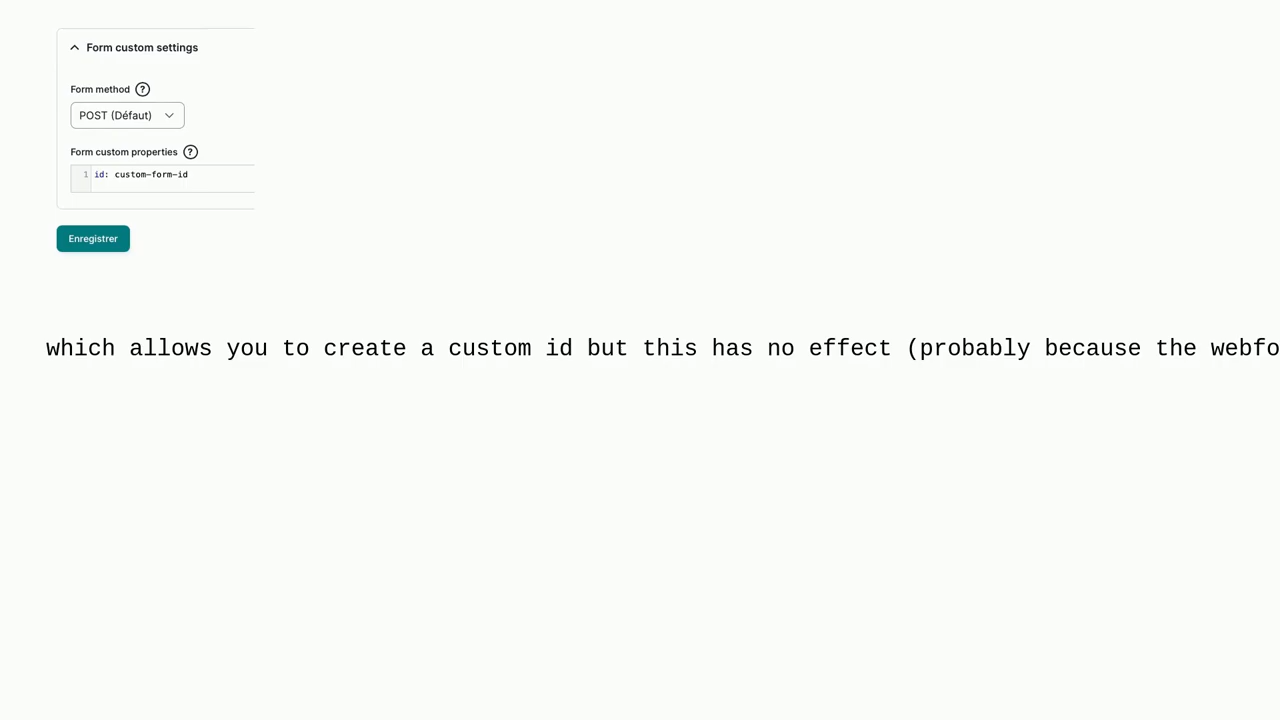 Form custom settings
Form method ?
POST (Défaut)
Form custom properties ?
1 id: custom-form-id
Enregistrer
which allows you to create a custom id but this has no effect (probably because the